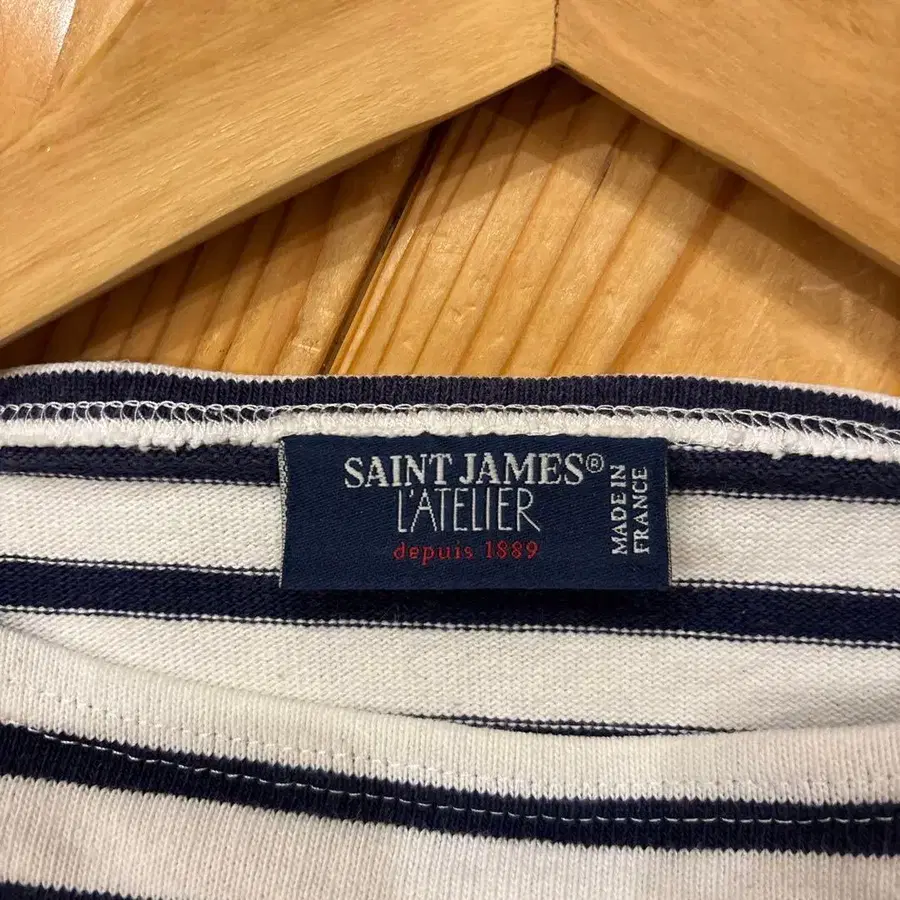 SAINT JAMES®
L'ATELIER
depuis 1889
MADE IN
FRANCE